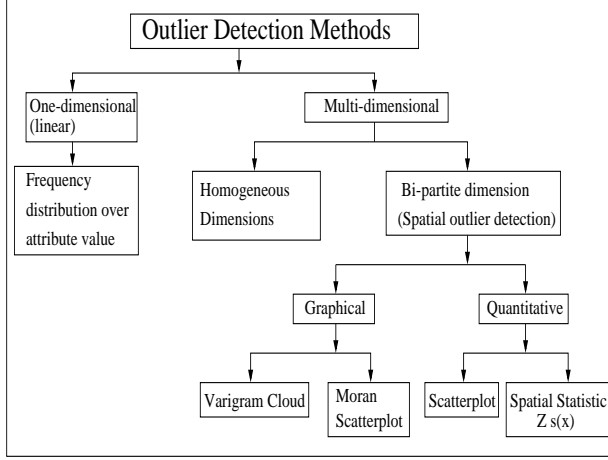 Outlier Detection Methods
One-dimensional
(linear)
Multi-dimensional
Frequency
distribution over
attribute value
Homogeneous
Dimensions
Bi-partite dimension
(Spatial outlier detection)
Graphical
Quantitative
Varigram Cloud
Moran
Scatterplot
Scatterplot
Spatial Statistic
Z s(x)